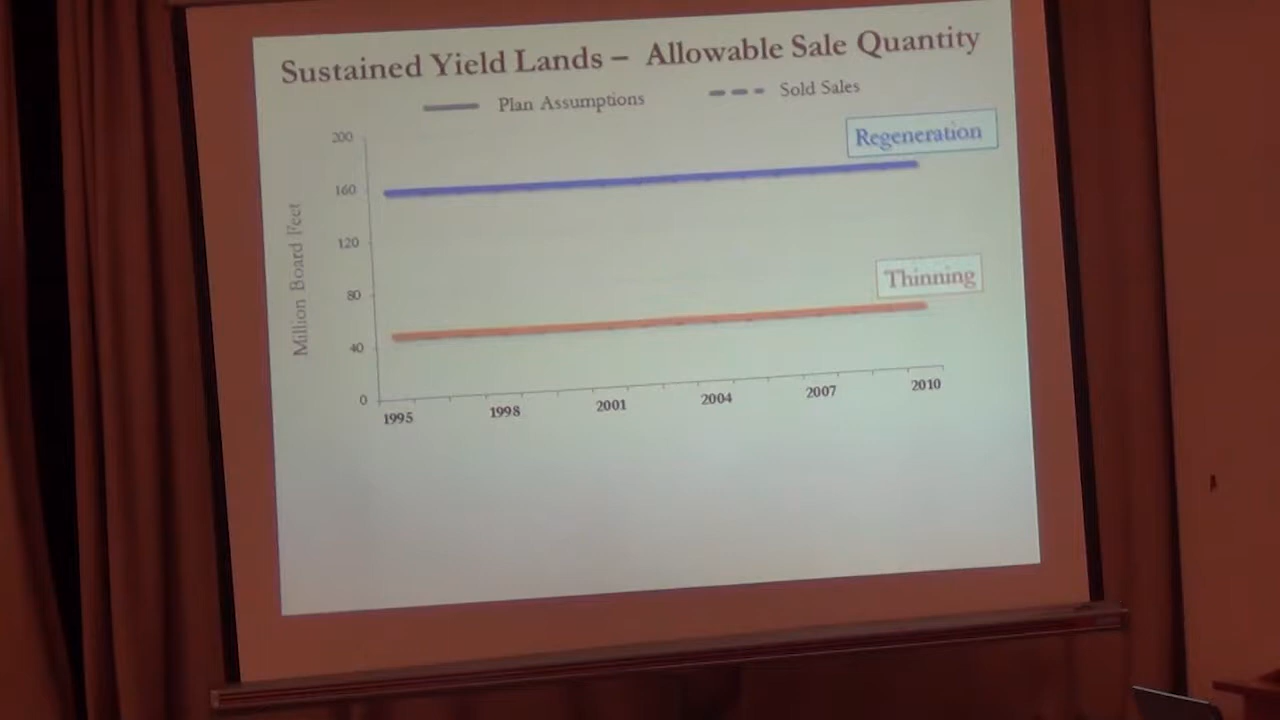 Sustained Yield Lands – Allowable Sale Quantity
Plan Assumptions
Sold Sales
200
Regeneration
160
Million Board Feet
120
Thinning
80
40
0
1995
1998
2001
2004
2007
2010